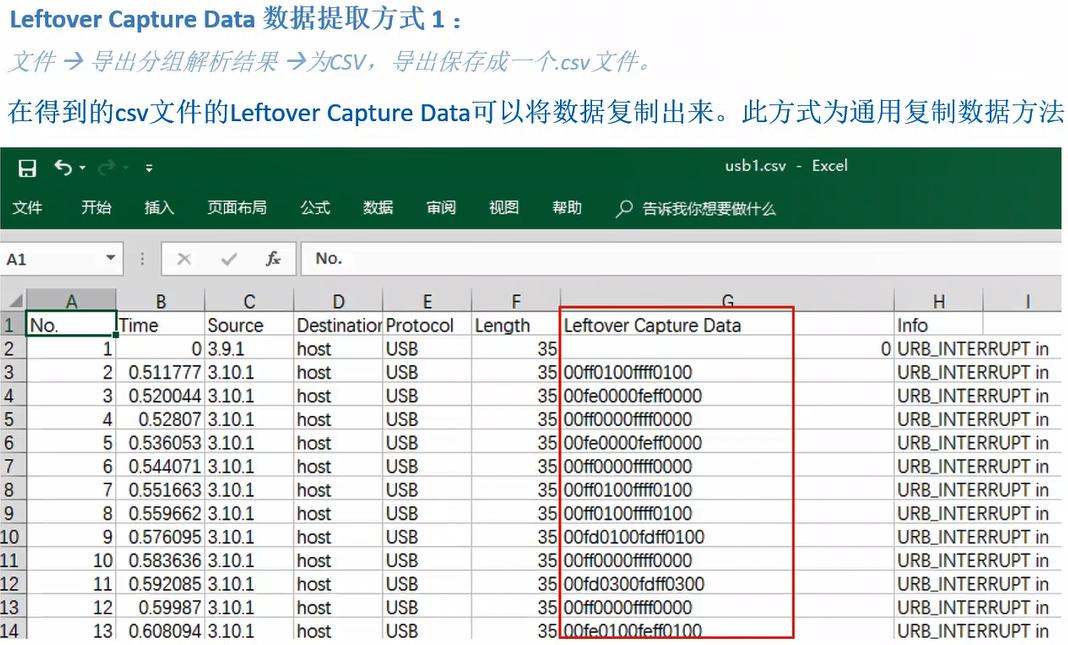 Leftover Capture Data 数据提取方式 1：
文件 → 导出分组解析结果 →为CSV，导出保存成一个.csv文件。
在得到的csv文件的Leftover Capture Data可以将数据复制出来。此方式为通用复制数据方法
usb1.csv - Excel
文件 开始 插入 页面布局 公式 数据 审阅 视图 帮助 告诉我你想要做什么
A1 fx No.
A B C D E F G H I
1 No. Time Source Destination Protocol Length Leftover Capture Data Info
2 1 0 3.9.1 host USB 35 0 URB_INTERRUPT in
3 2 0.511777 3.10.1 host USB 35 00ff0100ffff0100 URB_INTERRUPT in
4 3 0.520044 3.10.1 host USB 35 00fe0000feff0000 URB_INTERRUPT in
5 4 0.52807 3.10.1 host USB 35 00ff0000ffff0000 URB_INTERRUPT in
6 5 0.536053 3.10.1 host USB 35 00fe0000feff0000 URB_INTERRUPT in
7 6 0.544071 3.10.1 host USB 35 00ff0000ffff0000 URB_INTERRUPT in
8 7 0.551663 3.10.1 host USB 35 00ff0100ffff0100 URB_INTERRUPT in
9 8 0.559662 3.10.1 host USB 35 00ff0100ffff0100 URB_INTERRUPT in
10 9 0.576095 3.10.1 host USB 35 00fd0100fdff0100 URB_INTERRUPT in
11 10 0.583636 3.10.1 host USB 35 00ff0000ffff0000 URB_INTERRUPT in
12 11 0.592085 3.10.1 host USB 35 00fd0300fdff0300 URB_INTERRUPT in
13 12 0.59987 3.10.1 host USB 35 00ff0000ffff0000 URB_INTERRUPT in
14 13 0.608094 3.10.1 host USB 35 00fe0100feff0100 URB_INTERRUPT in